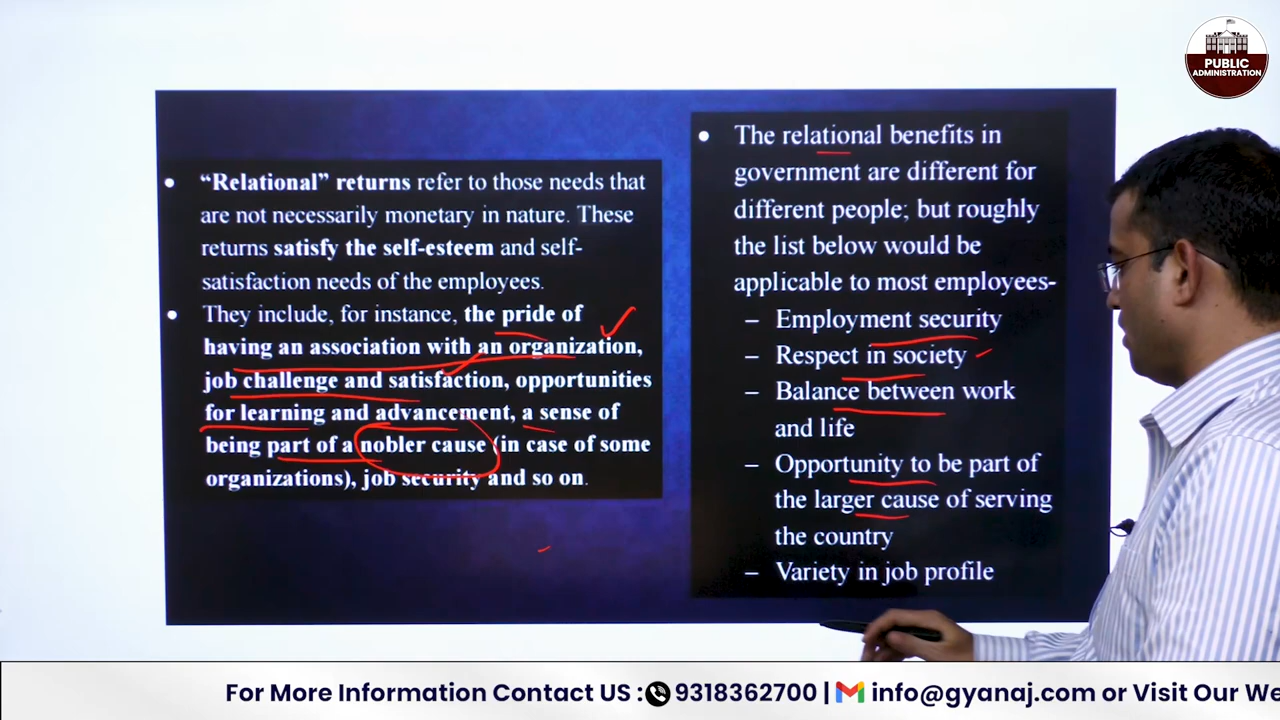 PUBLIC
ADMINISTRATION
• “Relational” returns refer to those needs that
are not necessarily monetary in nature. These
returns satisfy the self-esteem and self-
satisfaction needs of the employees.
• They include, for instance, the pride of
having an association with an organization,
job challenge and satisfaction, opportunities
for learning and advancement, a sense of
being part of a nobler cause (in case of some
organizations), job security and so on.
• The relational benefits in
government are different for
different people; but roughly
the list below would be
applicable to most employees-
– Employment security
– Respect in society
– Balance between work
and life
– Opportunity to be part of
the larger cause of serving
the country
– Variety in job profile
For More Information Contact US : 9318362700 | info@gyanaj.com or Visit Our We